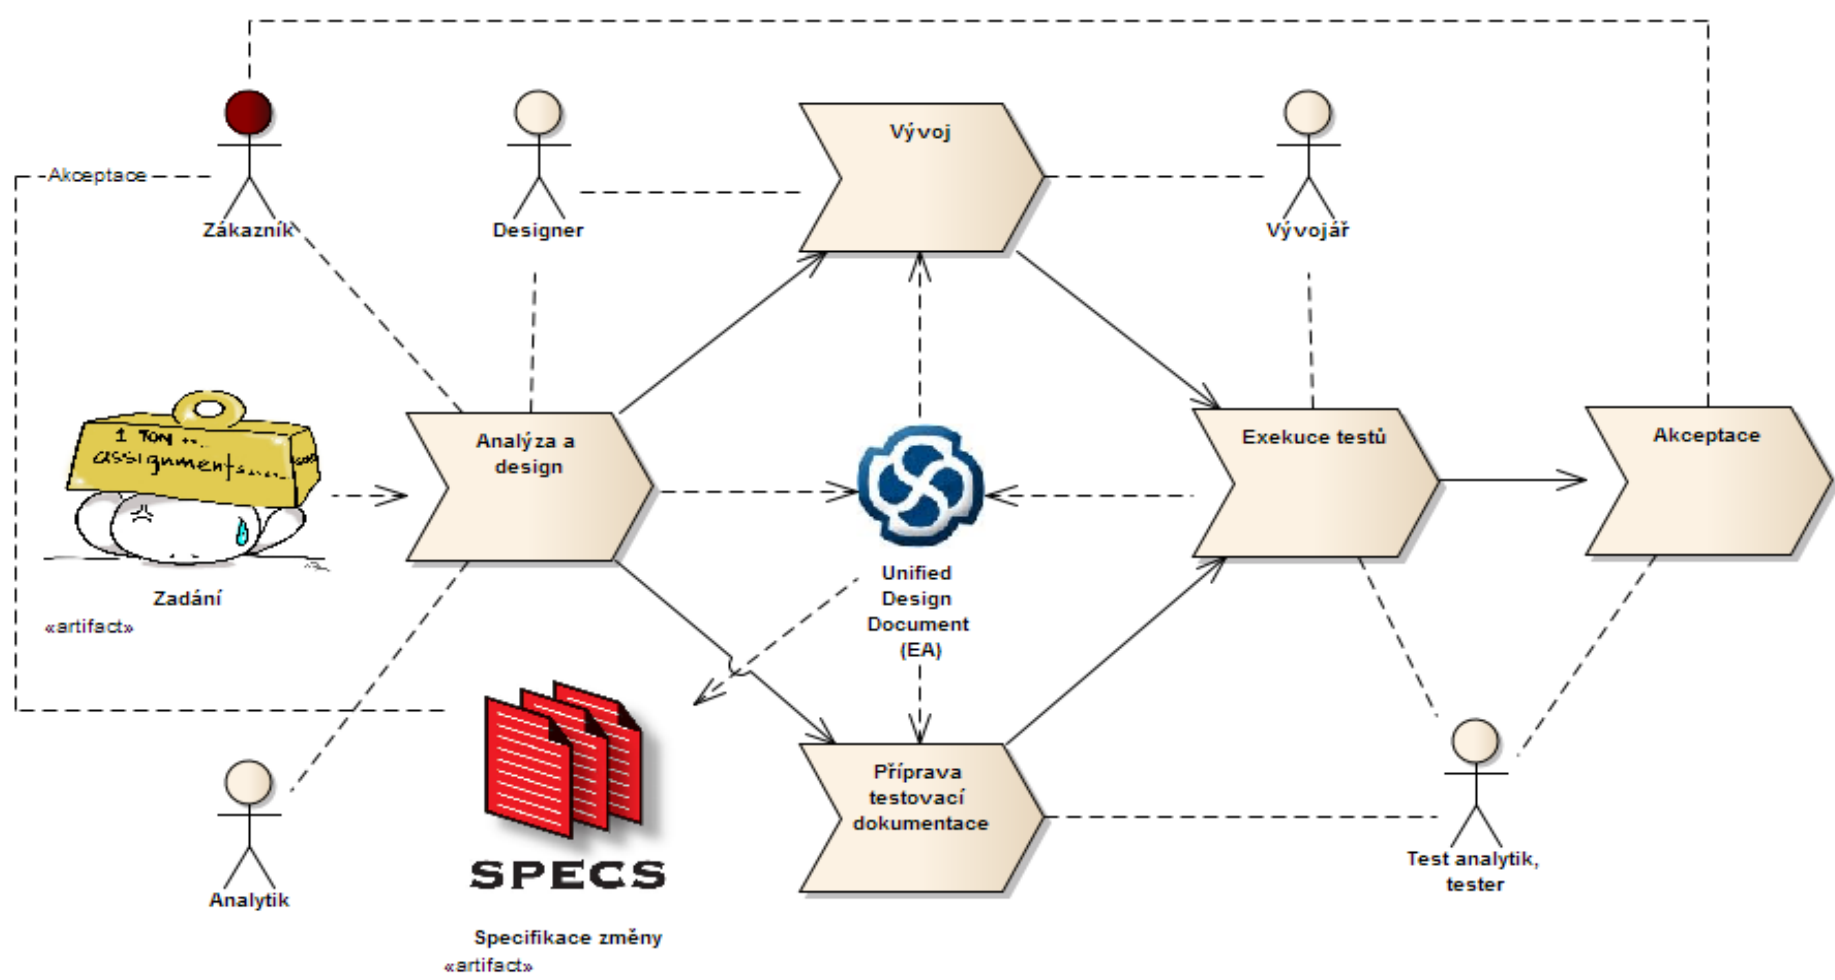 Vývoj
Akceptace
Zákazník
Designer
Vývojář
1 TON ....
assignments......
Analýza a
design
Exekuce testů
Akceptace
Zadání
«artifact»
Unified
Design
Document
(EA)
Příprava
testovací
dokumentace
SPECS
Analytik
Test analytik,
tester
Specifikace změny
«artifact»